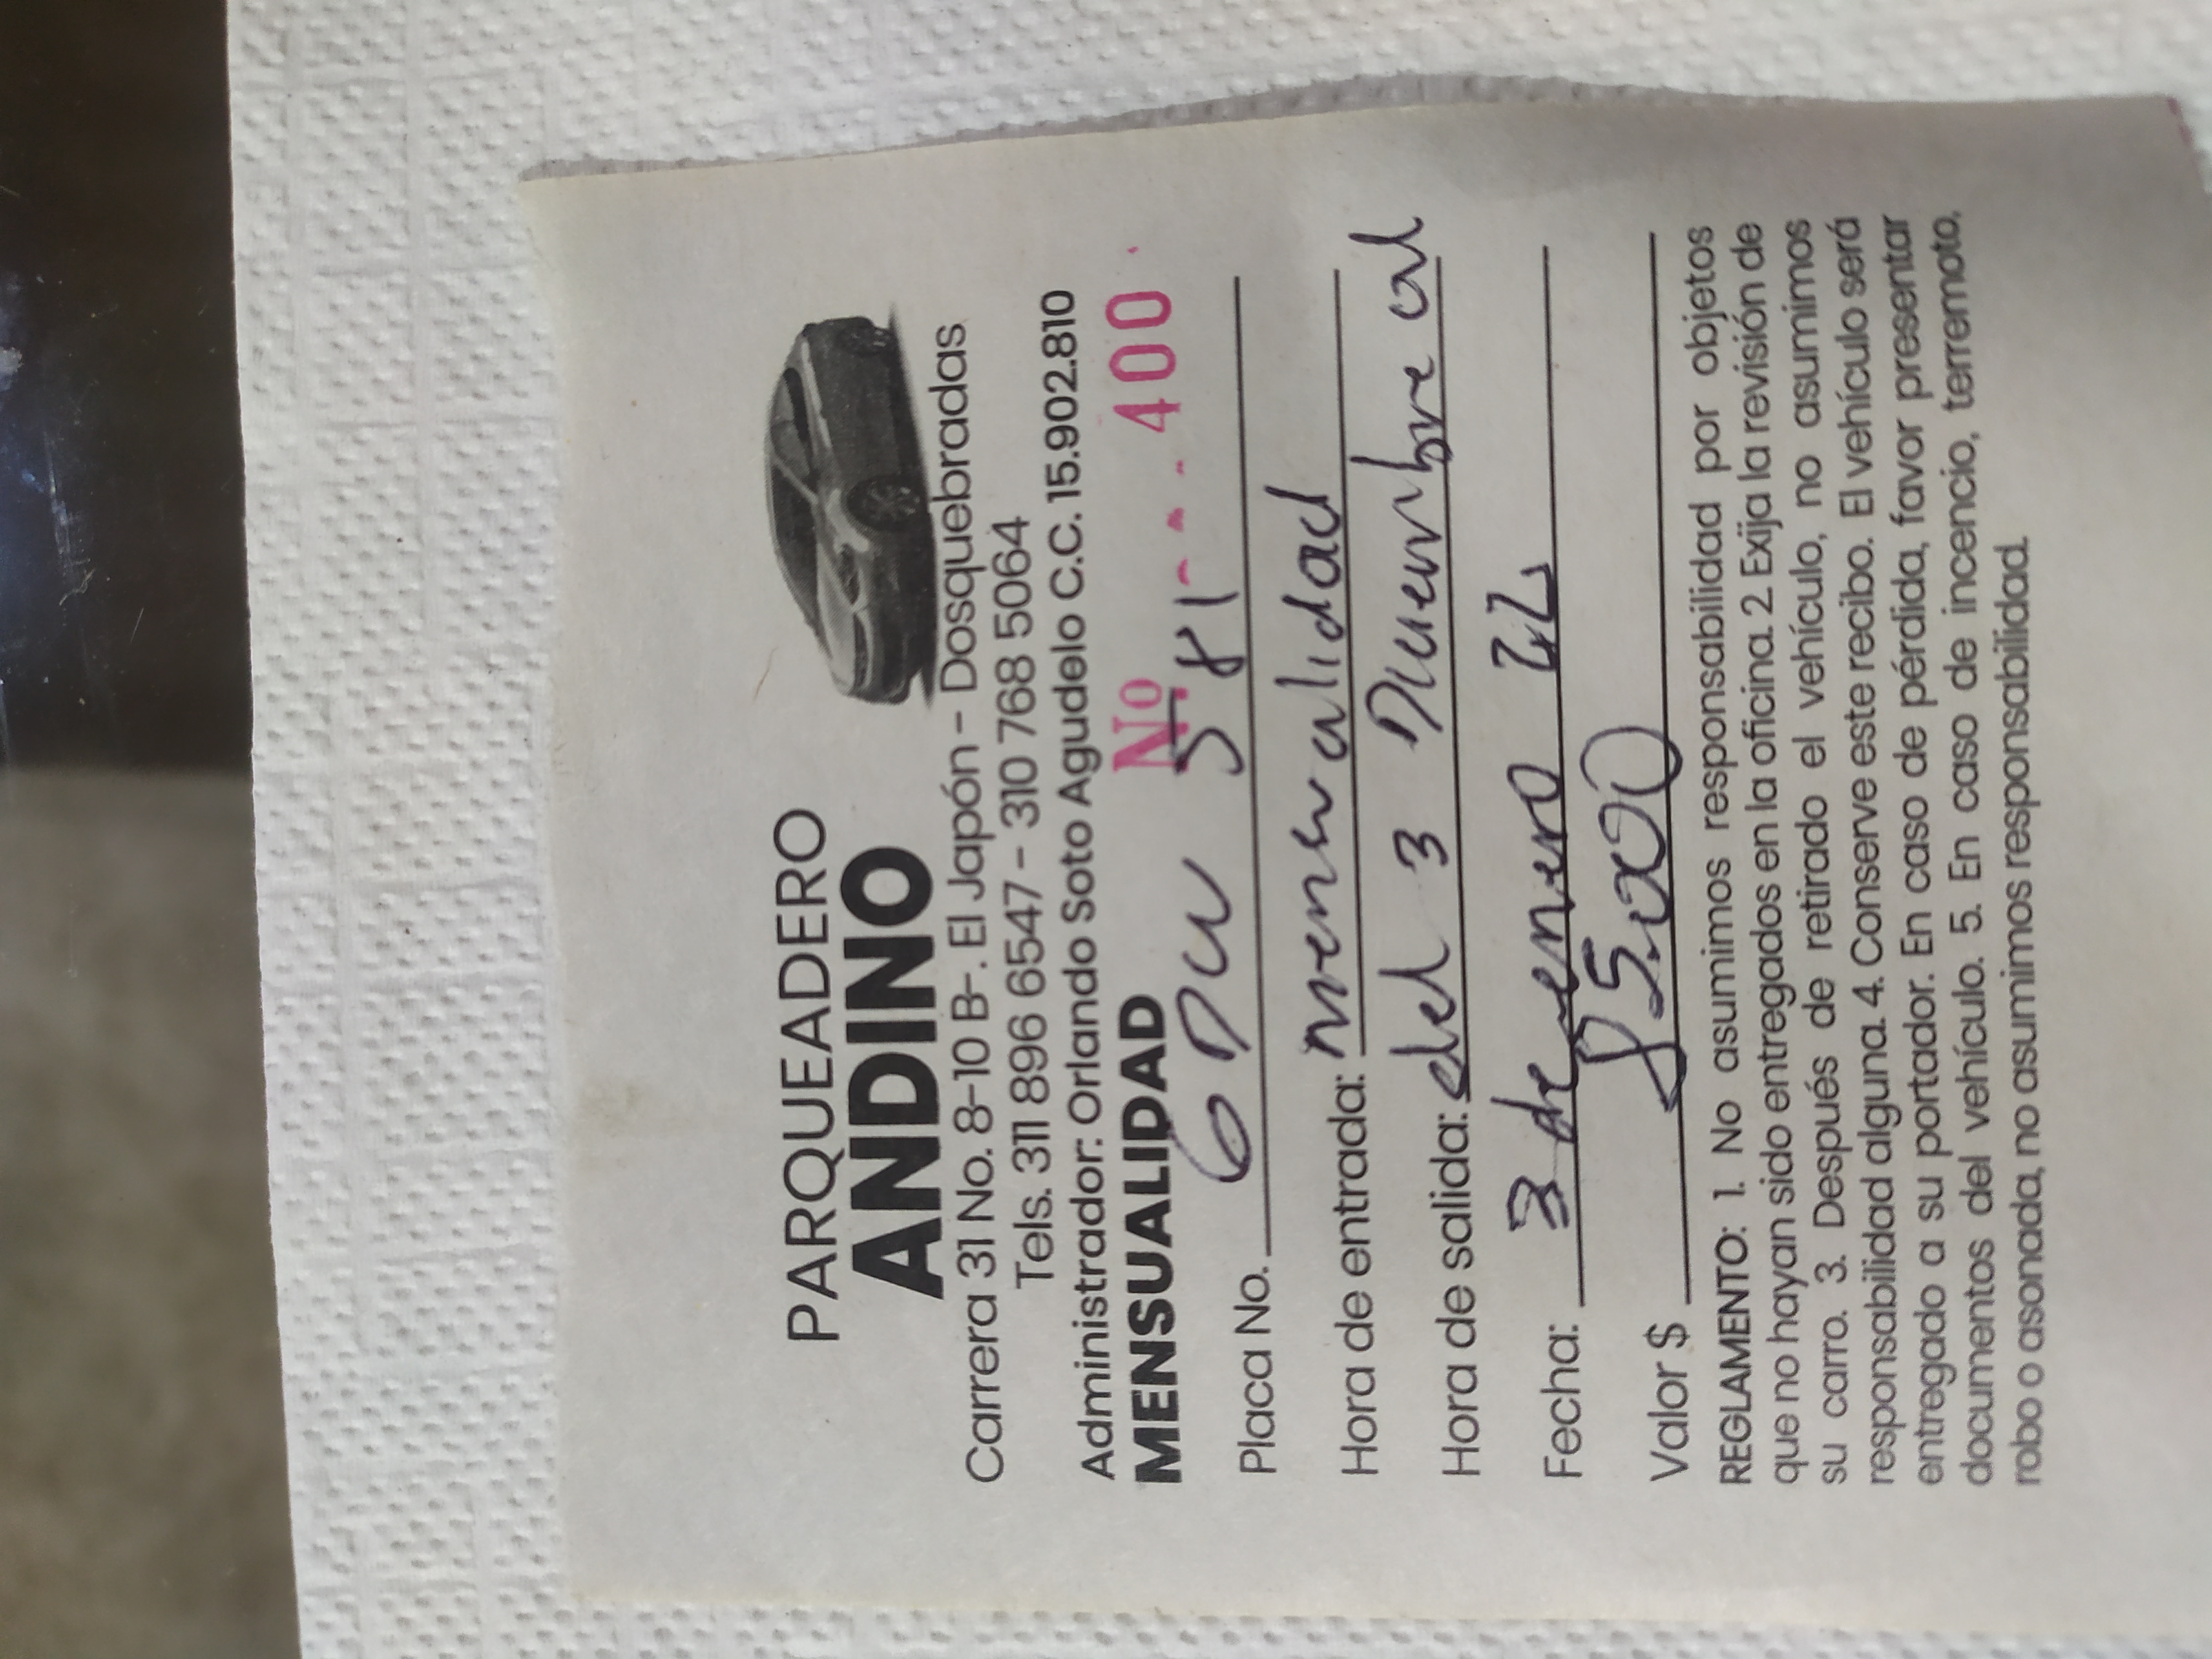 PARQUEADERO
ANDINO
Carrera 31 No. 8-10 B-. El Japón - Dosquebradas
Tels. 311 896 6547 - 310 768 5064
Administrador: Orlando Soto Agudelo C.C. 15.902.810
MENSUALIDAD No 400
Placa No. 581
Hora de entrada: mensualidad
Hora de salida: del 3 Diciembre al
Fecha: 3 de enero
Valor $
REGLAMENTO: 1. No asumimos responsabilidad por objetos
que no hayan sido entregados en la oficina. 2 Exija la revisión de
su carro. 3. Después de retirado el vehículo, no asumimos
responsabilidad alguna. 4. Conserve este recibo. El vehículo será
entregado a su portador. En caso de pérdida, favor presentar
documentos del vehículo. 5. En caso de incencio, terremoto,
robo o asonada, no asumimos responsabilidad.